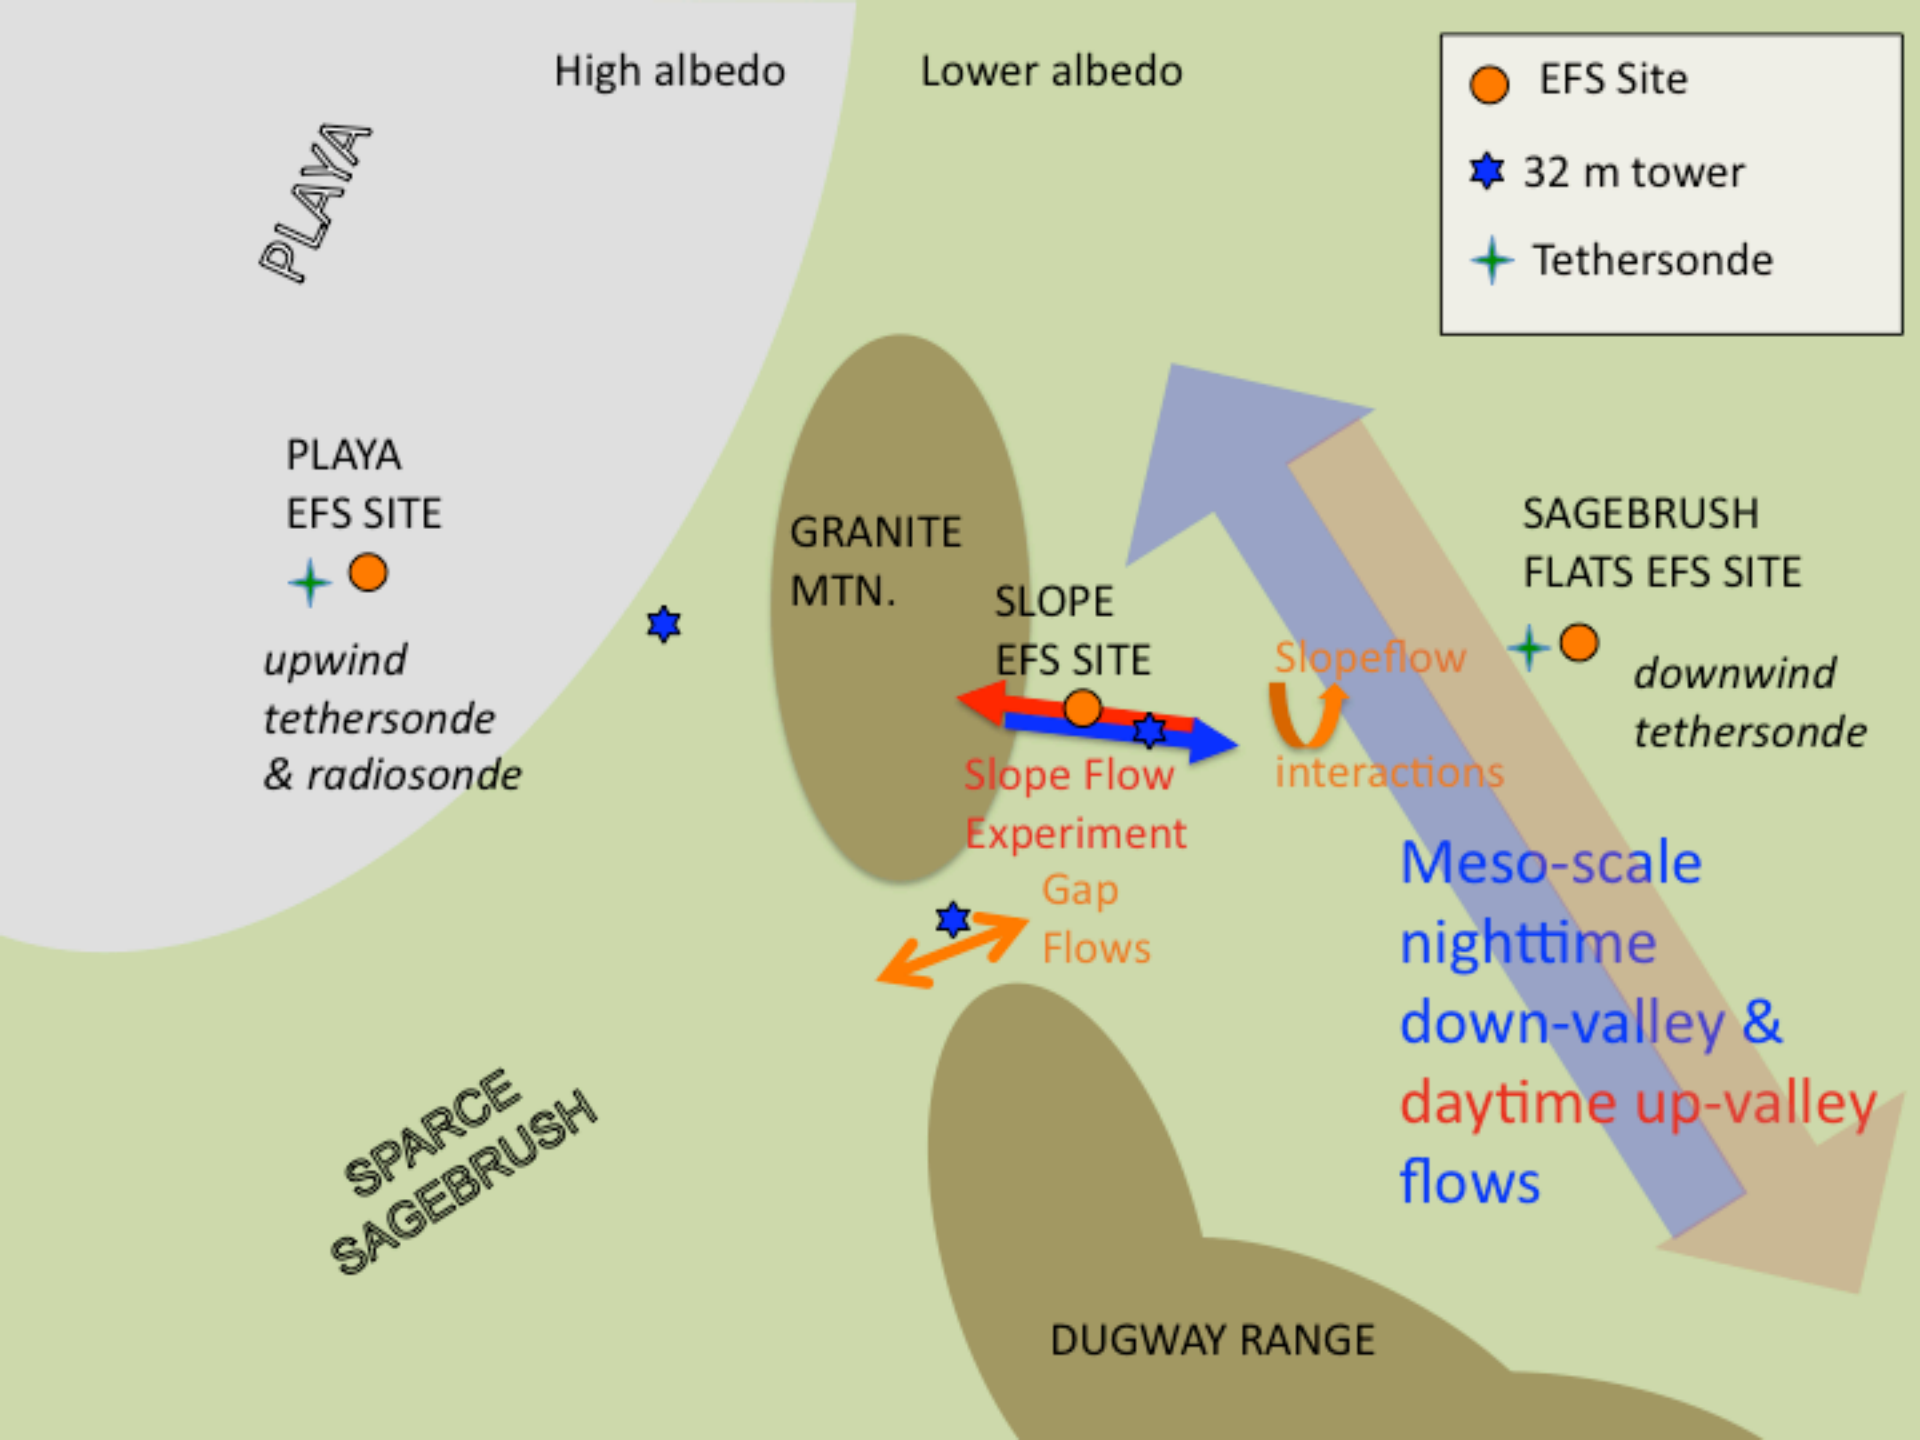 High albedo
Lower albedo
EFS Site
32 m tower
Tethersonde
PLAYA
PLAYA
EFS SITE
upwind
tethersonde
& radiosonde
GRANITE
MTN.
SLOPE
EFS SITE
Slope Flow
Experiment
Gap
Flows
Slopeflow
interactions
SAGEBRUSH
FLATS EFS SITE
downwind
tethersonde
Meso-scale
nighttime
down-valley &
daytime up-valley
flows
SPARCE
SAGEBRUSH
DUGWAY RANGE